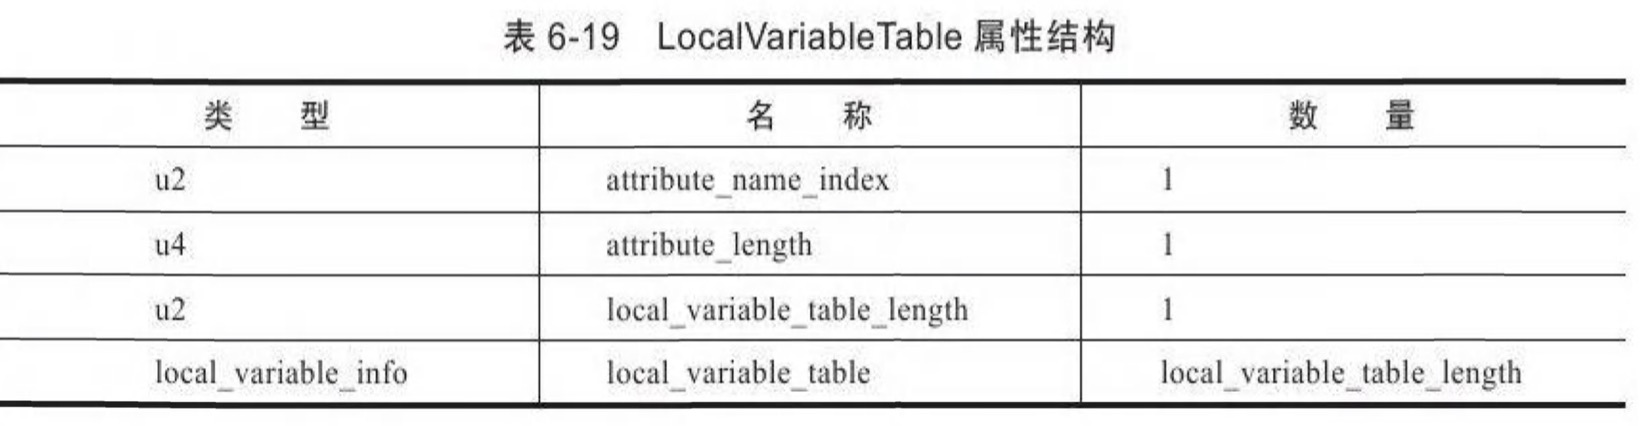 表 6-19 LocalVariableTable 属性结构
类 型 名 称 数 量
u2 attribute_name_index 1
u4 attribute_length 1
u2 local_variable_table_length 1
local_variable_info local_variable_table local_variable_table_length